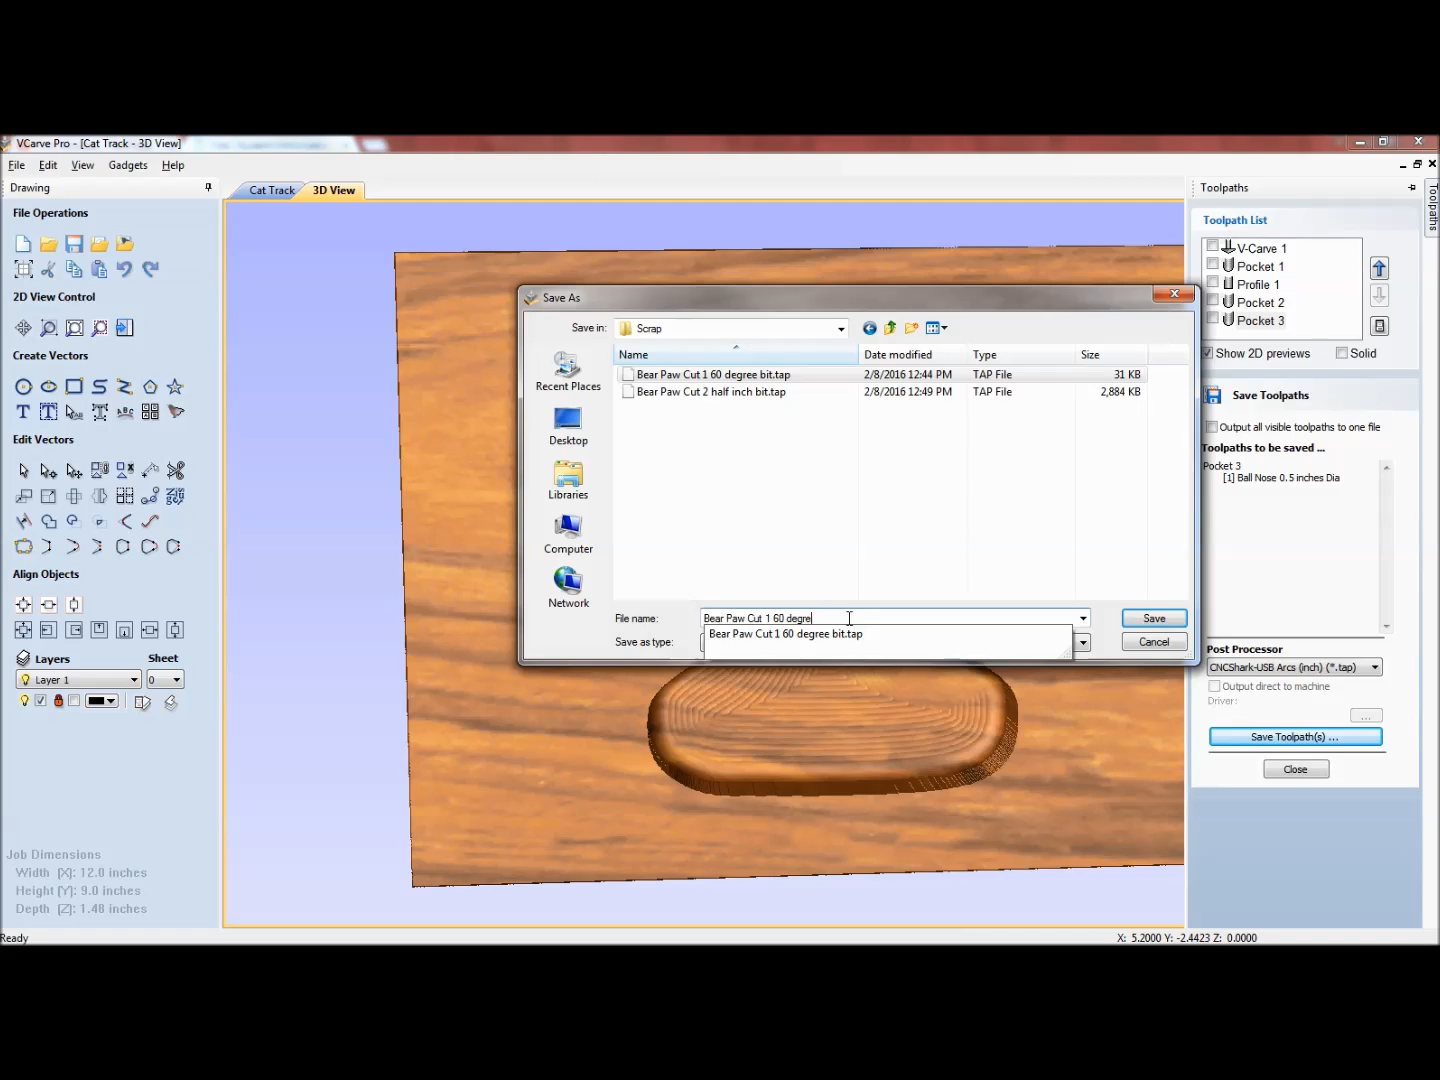 VCarve Pro - [Cat Track - 3D View]
File Edit View Gadgets Help
Drawing
File Operations
2D View Control
Create Vectors
Edit Vectors
Align Objects
Layers Sheet
Layer 1 0
Job Dimensions
Width [X]: 12.0 inches
Height [Y]: 9.0 inches
Depth [Z]: 1.48 inches
Ready
Cat Track 3D View
Save As
Save in: Scrap
Name Date modified Type Size
Bear Paw Cut 1 60 degree bit.tap 2/8/2016 12:44 PM TAP File 31 KB
Bear Paw Cut 2 half inch bit.tap 2/8/2016 12:49 PM TAP File 2,884 KB
Recent Places
Desktop
Libraries
Computer
Network
File name: Bear Paw Cut 1 60 degre Save
Bear Paw Cut 1 60 degree bit.tap
Save as type: Cancel
Toolpaths
Toolpaths
Toolpath List
V-Carve 1
Pocket 1
Profile 1
Pocket 2
Pocket 3
Show 2D previews Solid
Save Toolpaths
Output all visible toolpaths to one file
Toolpaths to be saved ...
Pocket 3
[1] Ball Nose 0.5 inches Dia
Post Processor
CNCShark-USB Arcs (inch) (*.tap)
Output direct to machine
Driver:
...
Save Toolpath(s) ...
Close
X: 5.2000 Y: -2.4423 Z: 0.0000